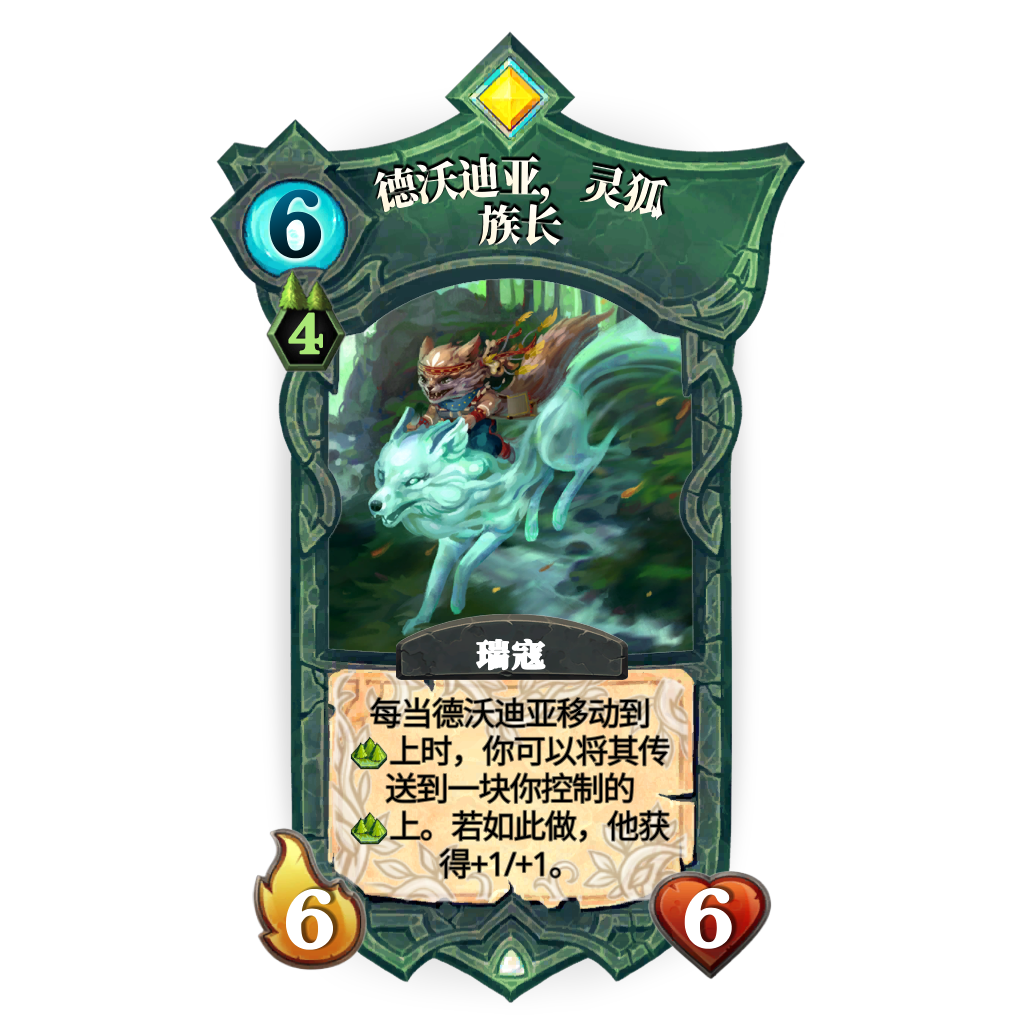 6
德沃迪亚，灵狐
族长
4
瑞寇
每当德沃迪亚移动到
上时，你可以将其传
送到一块你控制的
上。若如此做，他获
得+1/+1。
6
6